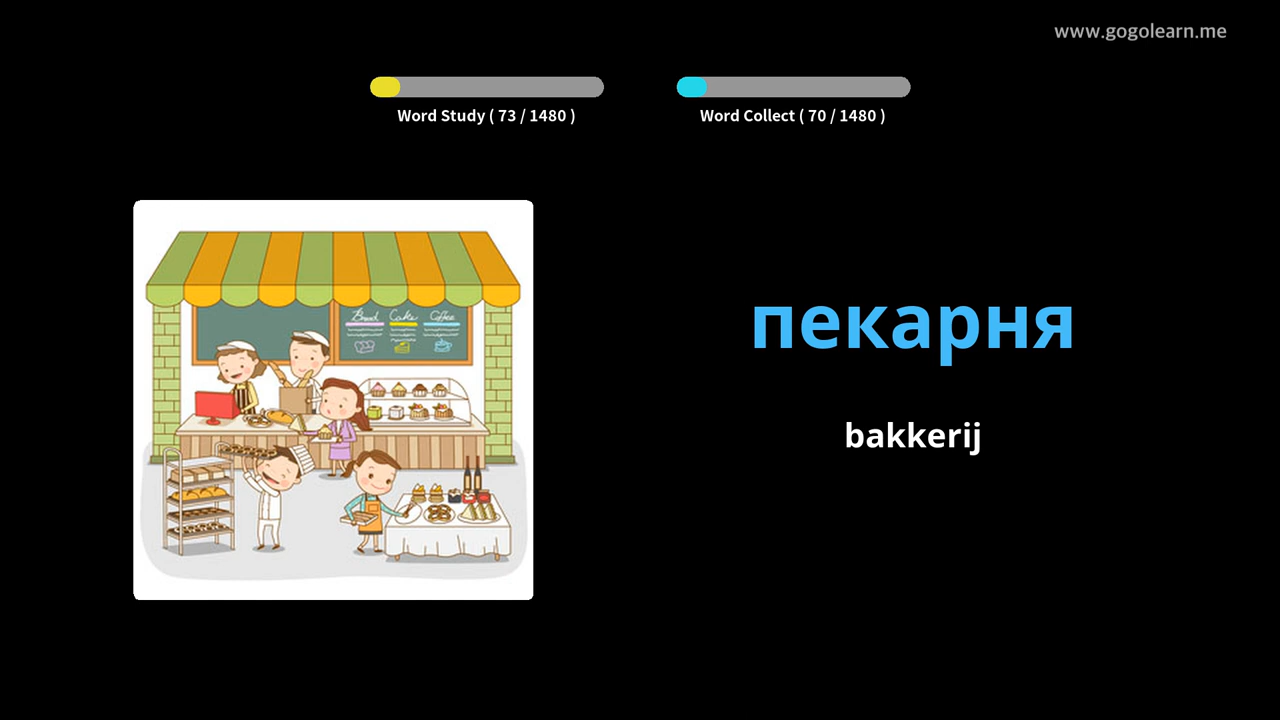 www.gogolearn.me
Word Study ( 73 / 1480 )
Word Collect ( 70 / 1480 )
Bread Cake Coffee
пекарня
bakkerij